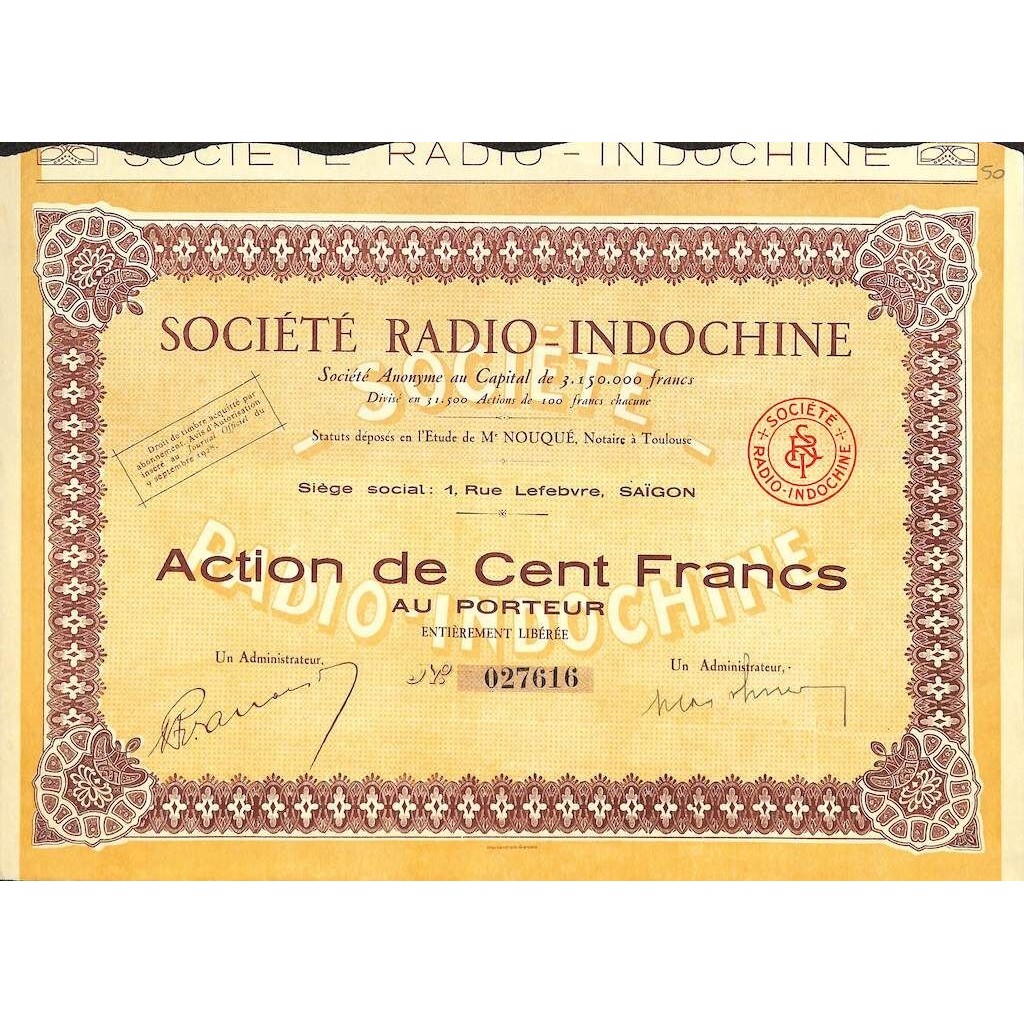 SOCIÉTÉ RADIO-INDOCHINE
50
SOCIÉTÉ RADIO-INDOCHINE
Société Anonyme au Capital de 3.150.000 francs
Divisé en 31.500 Actions de 100 francs chacune
Statuts déposés en l'Etude de Me NOUQUÉ, Notaire à Toulouse
Siège social: 1, Rue Lefebvre, SAÏGON
Droit de timbre acquitté par
abonnement. Avis d'Autorisation
inséré au Journal Officiel du
9 septembre 1928.
SOCIÉTÉ
RADIO-INDOCHINE
- SOCIÉTÉ -
RADIO-INDOCHINE
Action de Cent Francs
AU PORTEUR
ENTIÈREMENT LIBÉRÉE
Un Administrateur,
No 027616
Un Administrateur,